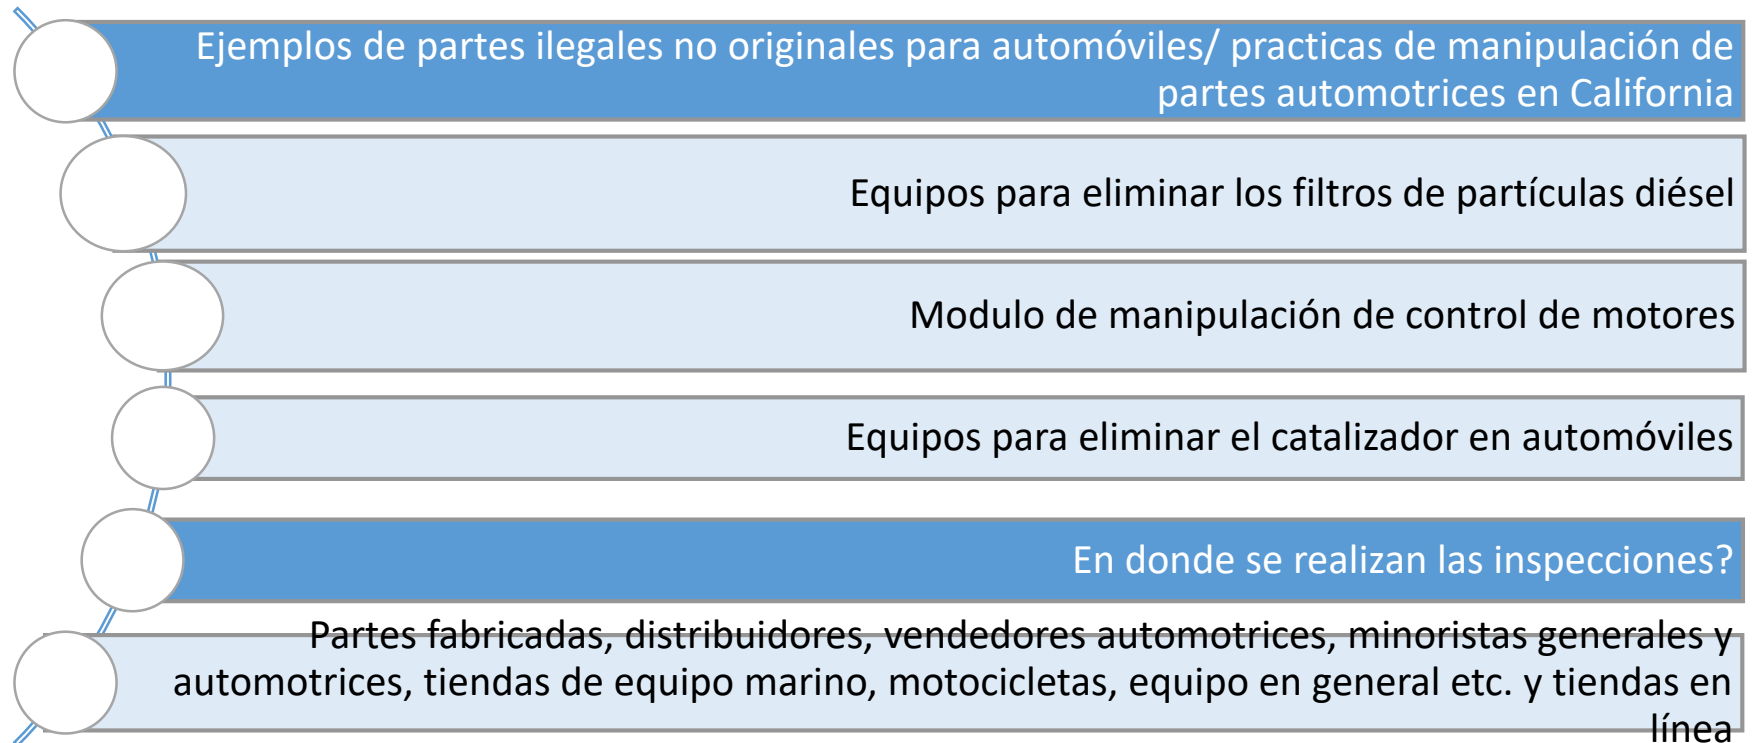 Ejemplos de partes ilegales no originales para automóviles/ practicas de manipulación de
partes automotrices en California
Equipos para eliminar los filtros de partículas diésel
Modulo de manipulación de control de motores
Equipos para eliminar el catalizador en automóviles
En donde se realizan las inspecciones?
Partes fabricadas, distribuidores, vendedores automotrices, minoristas generales y
automotrices, tiendas de equipo marino, motocicletas, equipo en general etc. y tiendas en
línea